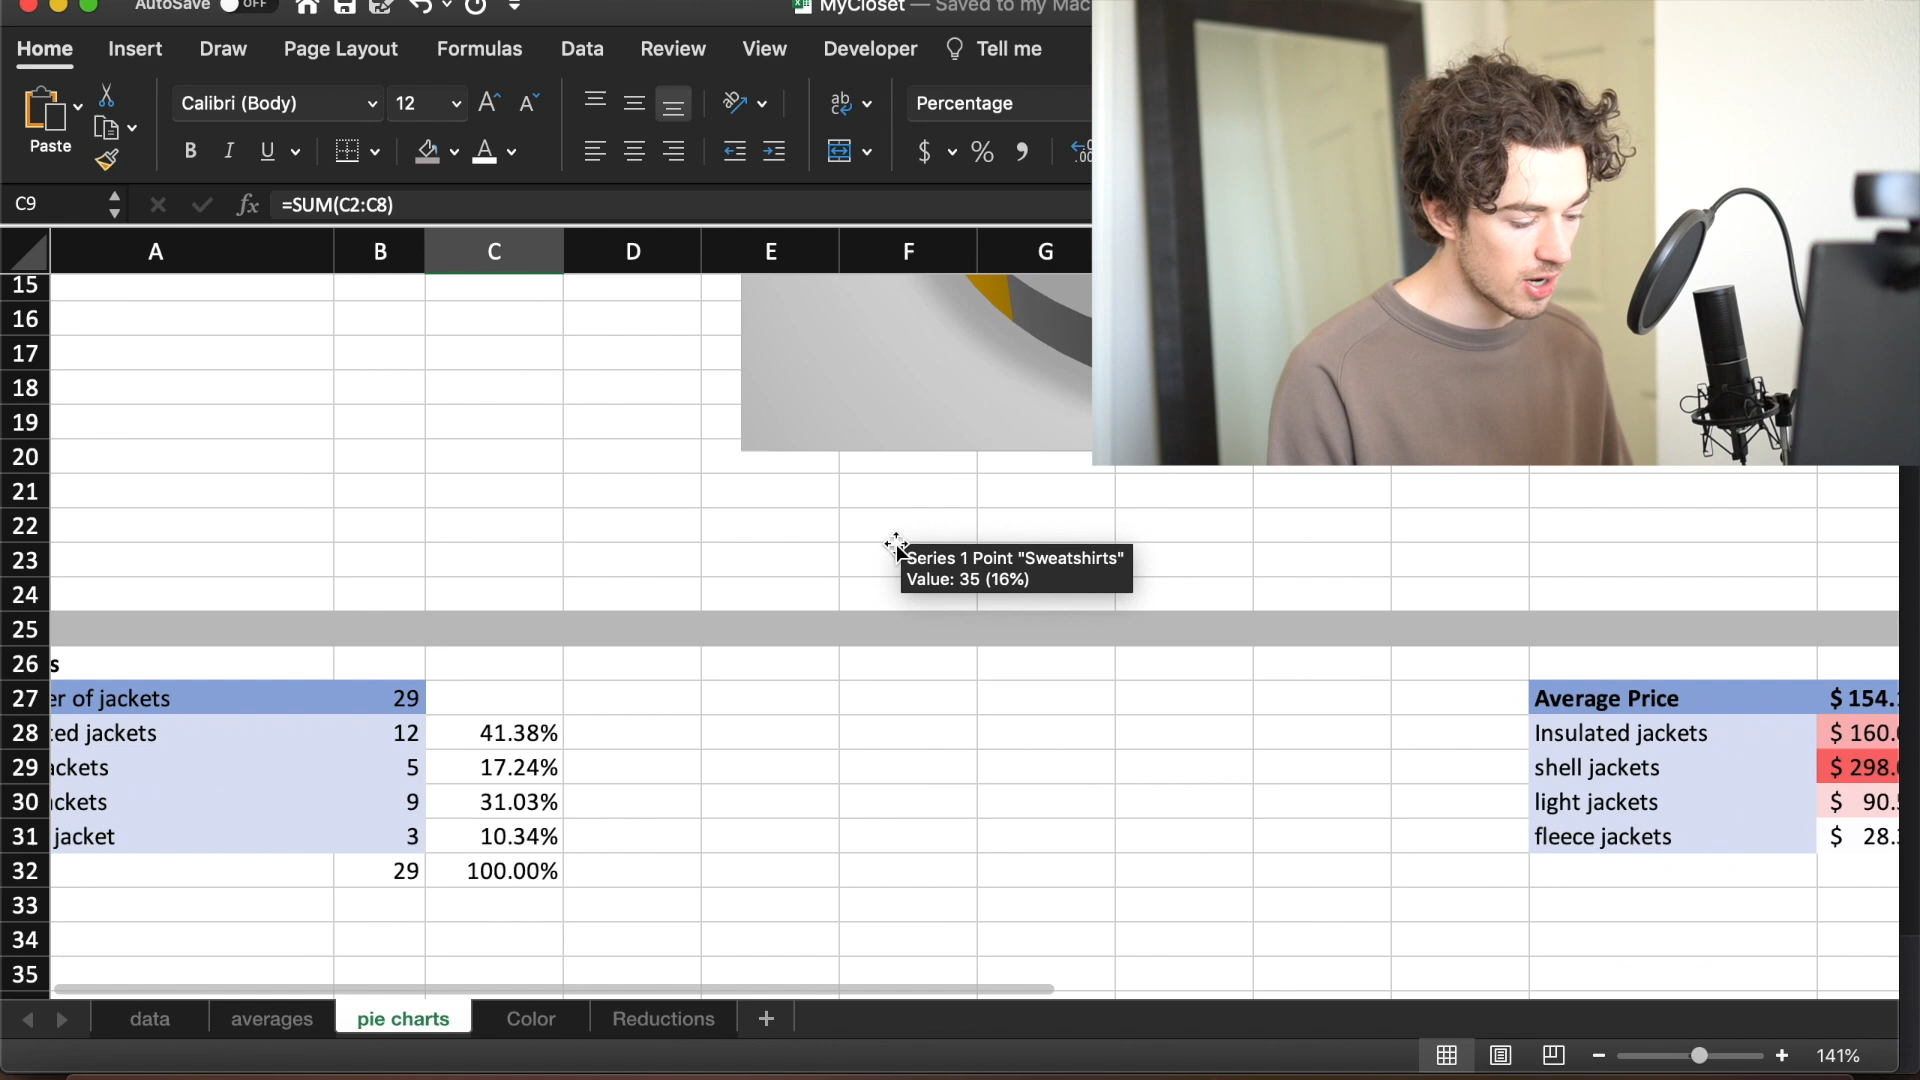 AutoSave OFF MyCloset — Saved to my Mac
Home Insert Draw Page Layout Formulas Data Review View Developer Tell me
Paste Calibri (Body) 12 Percentage
B I U A $ %
C9 fx =SUM(C2:C8)
A B C D E F G
15
16
17
18
19
20
21
22
23
24
Series 1 Point "Sweatshirts"
Value: 35 (16%)
25
26 s
27 er of jackets 29 Average Price $ 154.
28 ted jackets 12 41.38% Insulated jackets $ 160.
29 ackets 5 17.24% shell jackets $ 298.
30 ckets 9 31.03% light jackets $ 90.
31 jacket 3 10.34% fleece jackets $ 28.
32 29 100.00%
33
34
35
data averages pie charts Color Reductions +
− + 141%